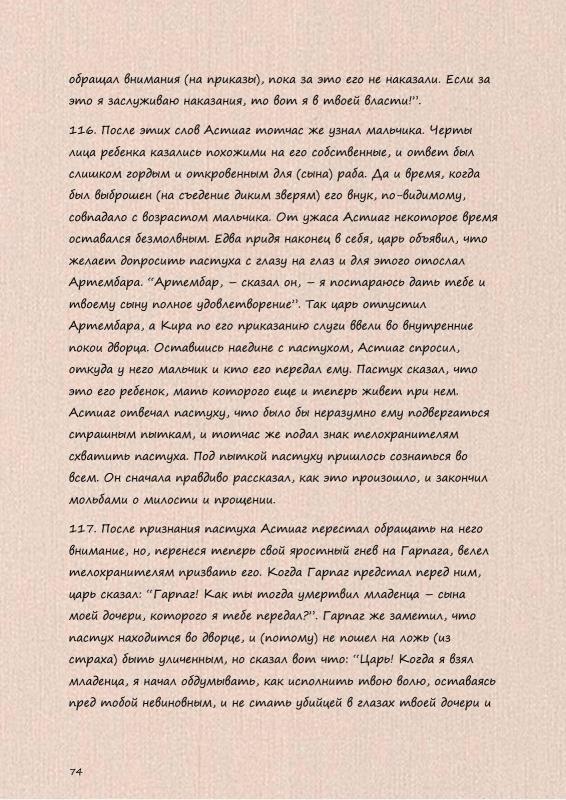 обращал внимания (на приказы), пока за это его не наказали. Если за
это я заслуживаю наказания, то вот я в твоей власти!”.
116. После этих слов Астиаг тотчас же узнал мальчика. Черты
лица ребенка казались похожими на его собственные, и ответ был
слишком гордым и откровенным для (сына) раба. Да и время, когда
был выброшен (на съедение диким зверям) его внук, по-видимому,
совпадало с возрастом мальчика. От ужаса Астиаг некоторое время
оставался безмолвным. Едва придя наконец в себя, царь объявил, что
желает допросить пастуха с глазу на глаз и для этого отослал
Артембара. “Артембар, – сказал он, – я постараюсь дать тебе и
твоему сыну полное удовлетворение”. Так царь отпустил
Артембара, а Кира по его приказанию слуги ввели во внутренние
покои дворца. Оставшись наедине с пастухом, Астиаг спросил,
откуда у него мальчик и кто его передал ему. Пастух сказал, что
это его ребенок, мать которого еще и теперь живет при нем.
Астиаг отвечал пастуху, что было бы неразумно ему подвергаться
страшным пыткам, и тотчас же подал знак телохранителям
схватить пастуха. Под пыткой пастуху пришлось сознаться во
всем. Он сначала правдиво рассказал, как это произошло, и закончил
мольбами о милости и прощении.
117. После признания пастуха Астиаг перестал обращать на него
внимание, но, перенеся теперь свой яростный гнев на Гарпага, велел
телохранителям призвать его. Когда Гарпаг предстал перед ним,
царь сказал: “Гарпаг! Как ты тогда умертвил младенца – сына
моей дочери, которого я тебе передал?”. Гарпаг же заметил, что
пастух находится во дворце, и (потому) не пошел на ложь (из
страха) быть уличенным, но сказал вот что: “Царь! Когда я взял
младенца, я начал обдумывать, как исполнить твою волю, оставаясь
пред тобой невиновным, и не стать убийцей в глазах твоей дочери и
74